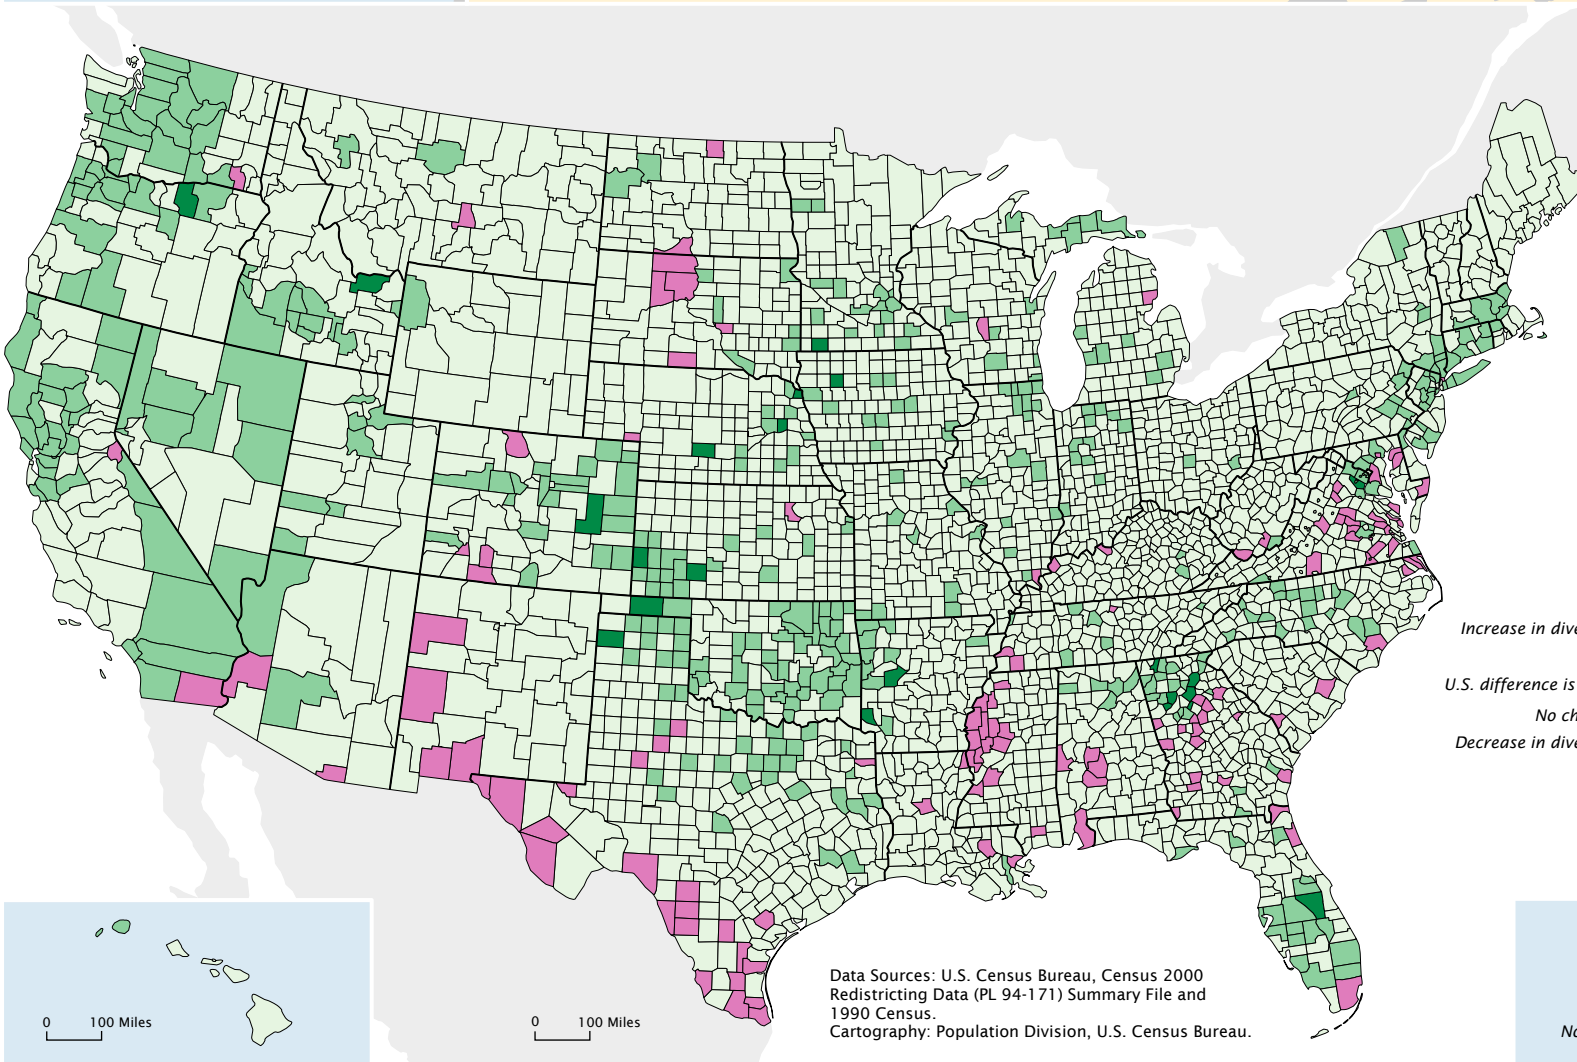 Increase in dive
U.S. difference is
No ch
Decrease in dive
Data Sources: U.S. Census Bureau, Census 2000
Redistricting Data (PL 94-171) Summary File and
1990 Census.
Cartography: Population Division, U.S. Census Bureau.
0 100 Miles
0 100 Miles
No